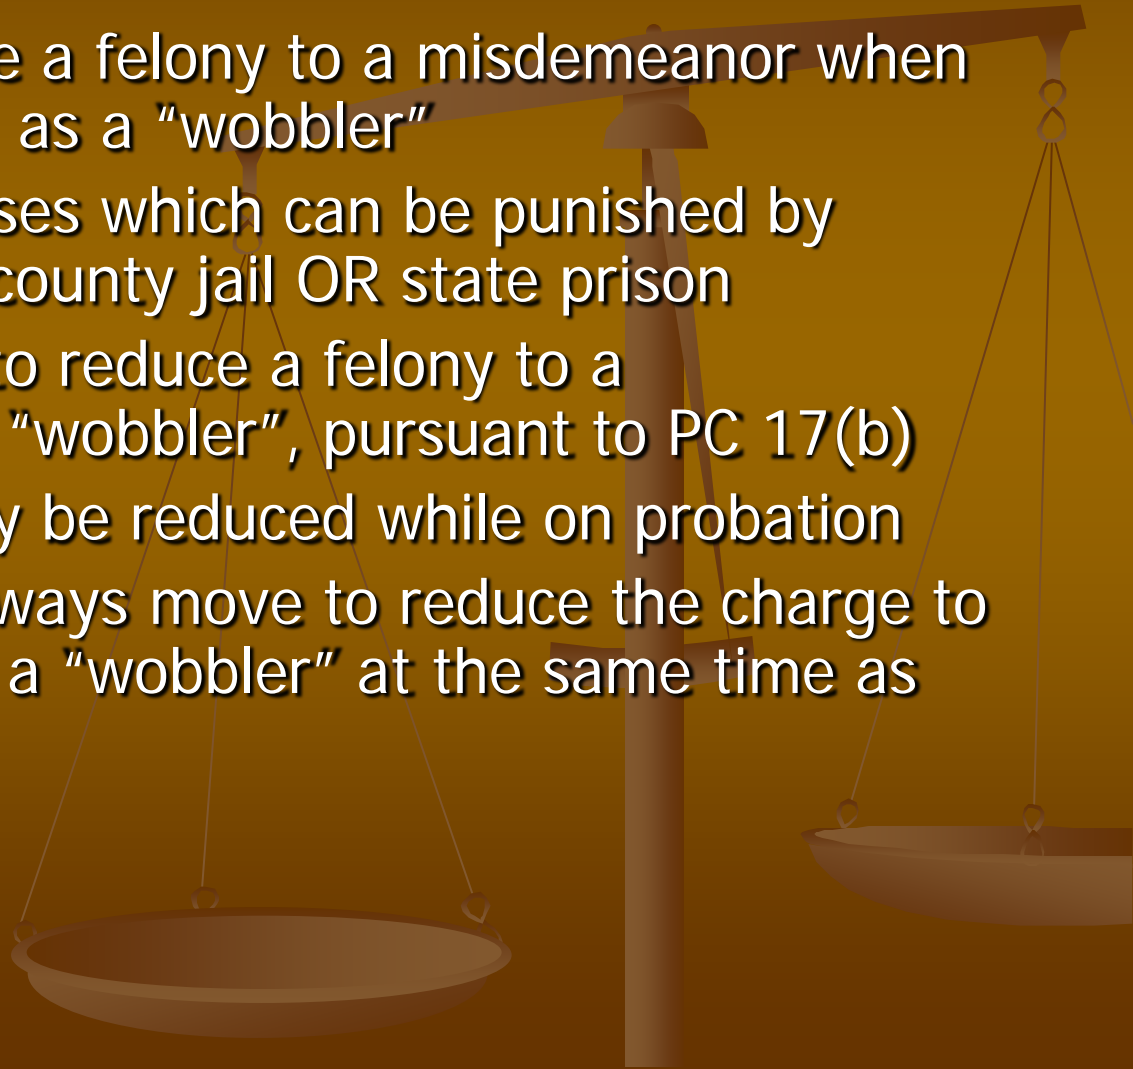 a felony to a misdemeanor when
as a “wobbler”
which can be punished by
county jail OR state prison
to reduce a felony to a
“wobbler”, pursuant to PC 17(b)
be reduced while on probation
move to reduce the charge to
a “wobbler” at the same time as